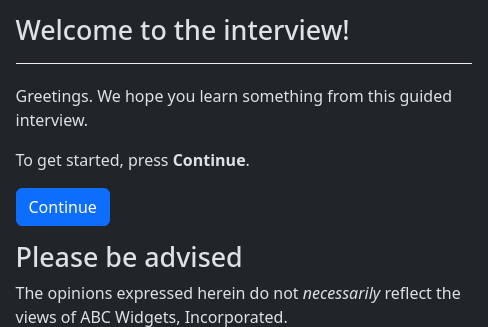 Welcome to the interview!
Greetings. We hope you learn something from this guided
interview.
To get started, press Continue.
Continue
Please be advised
The opinions expressed herein do not necessarily reflect the
views of ABC Widgets, Incorporated.